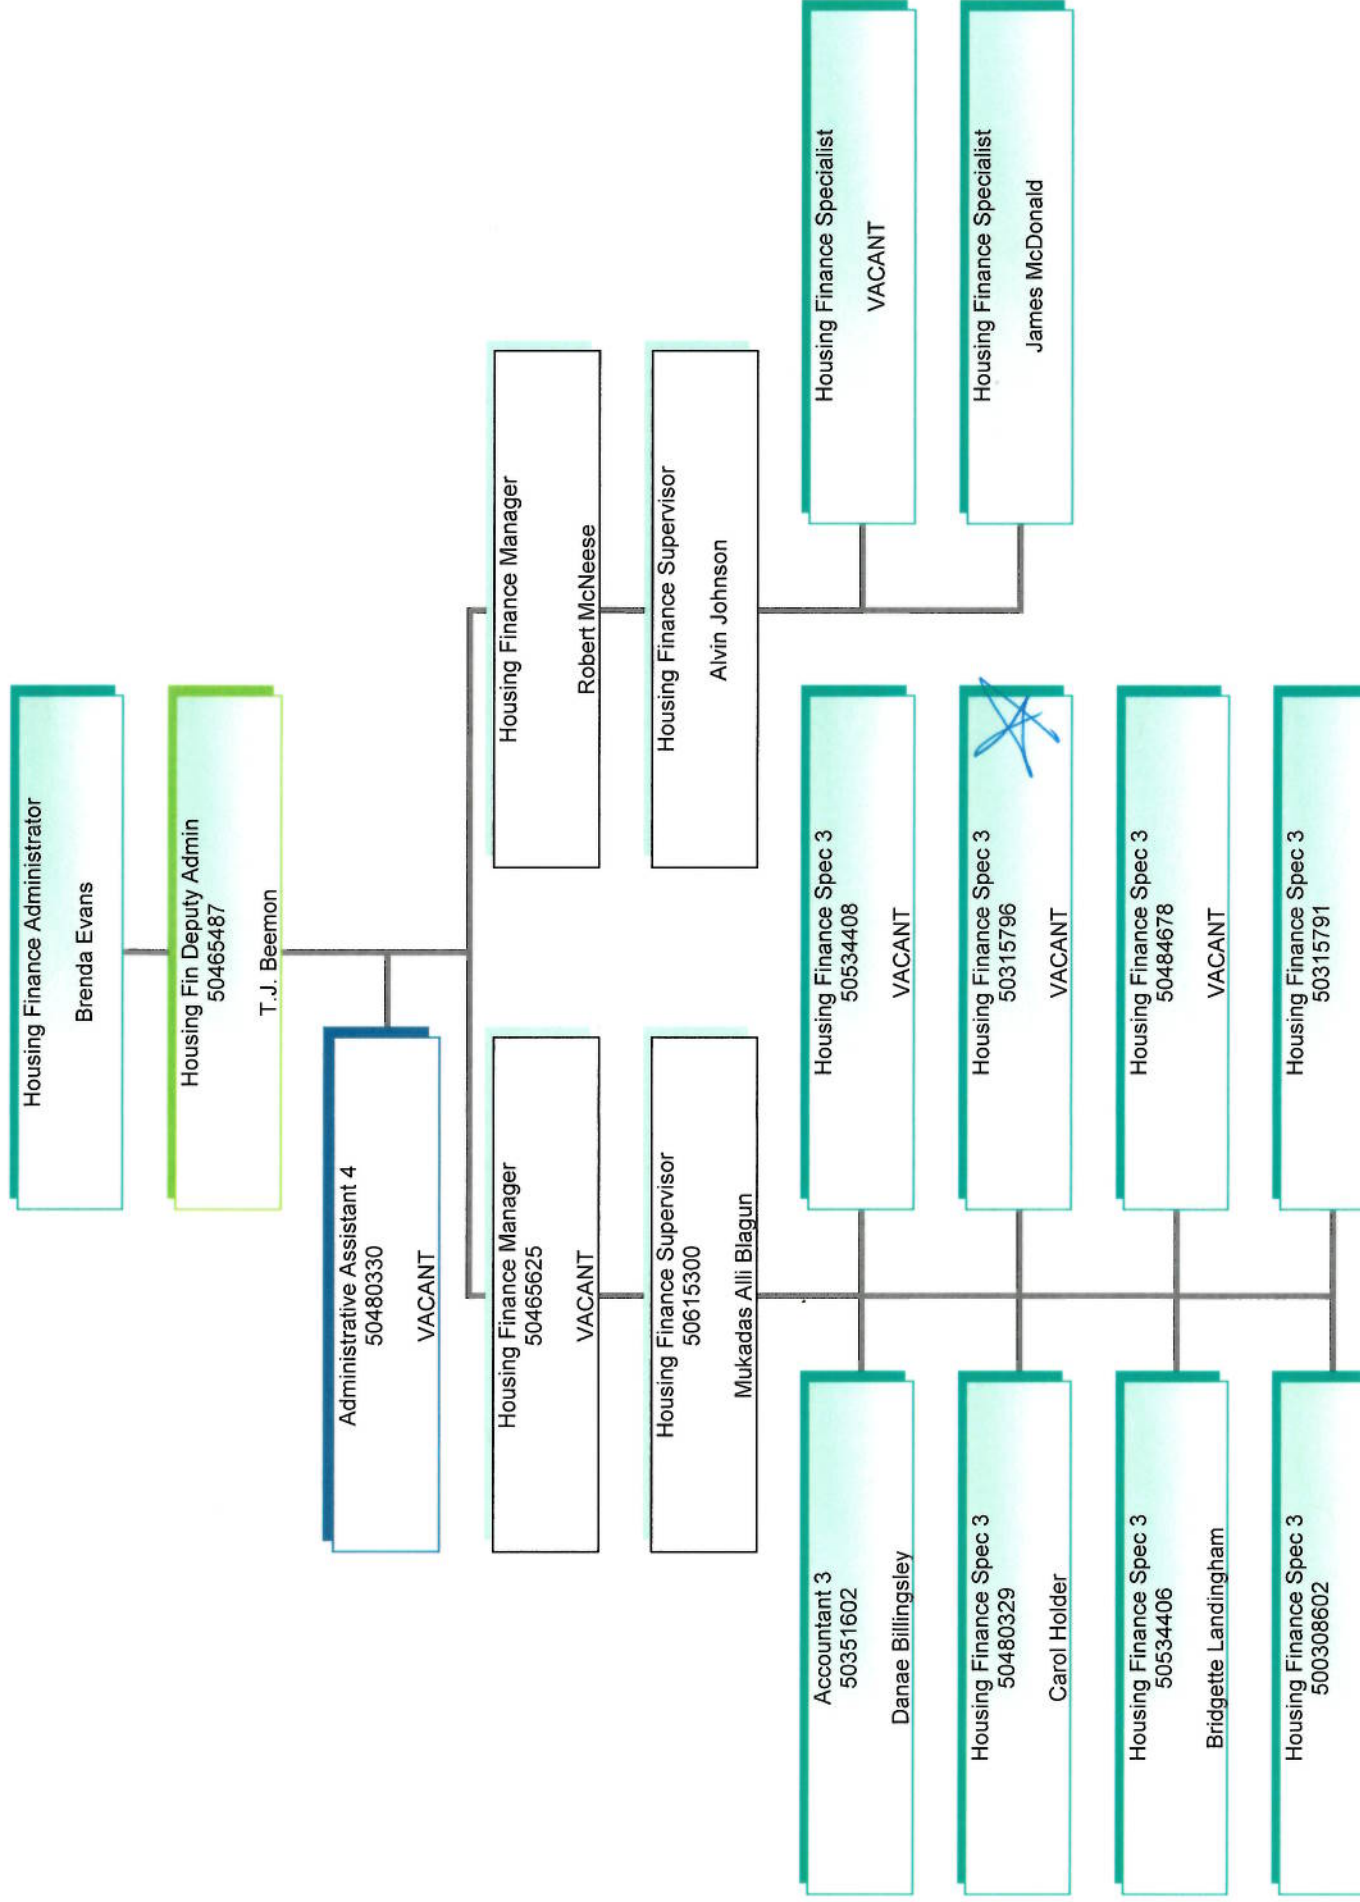 Housing Finance Administrator
Brenda Evans
Housing Fin Deputy Admin
50465487
T.J. Beemon
Administrative Assistant 4
50480330
VACANT
Housing Finance Manager
50465625
VACANT
Housing Finance Manager
Robert McNeese
Housing Finance Supervisor
50615300
Mukadas Alli Blagun
Housing Finance Supervisor
Alvin Johnson
Accountant 3
50351602
Danae Billingsley
Housing Finance Spec 3
50534408
VACANT
Housing Finance Specialist
VACANT
Housing Finance Spec 3
50480329
Carol Holder
Housing Finance Spec 3
50315796
VACANT
Housing Finance Specialist
James McDonald
Housing Finance Spec 3
50534406
Bridgette Landingham
Housing Finance Spec 3
50484678
VACANT
Housing Finance Spec 3
500308602
Housing Finance Spec 3
50315791